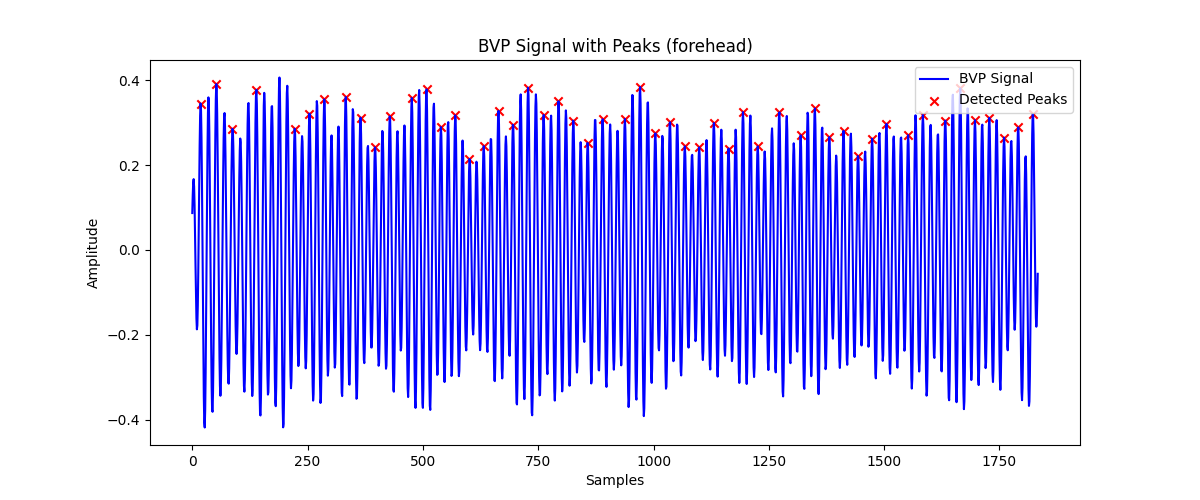 BVP Signal with Peaks (forehead)
BVP Signal
Detected Peaks
0.4
0.2
0.0
−0.2
−0.4
Amplitude
0
250
500
750
1000
1250
1500
1750
Samples